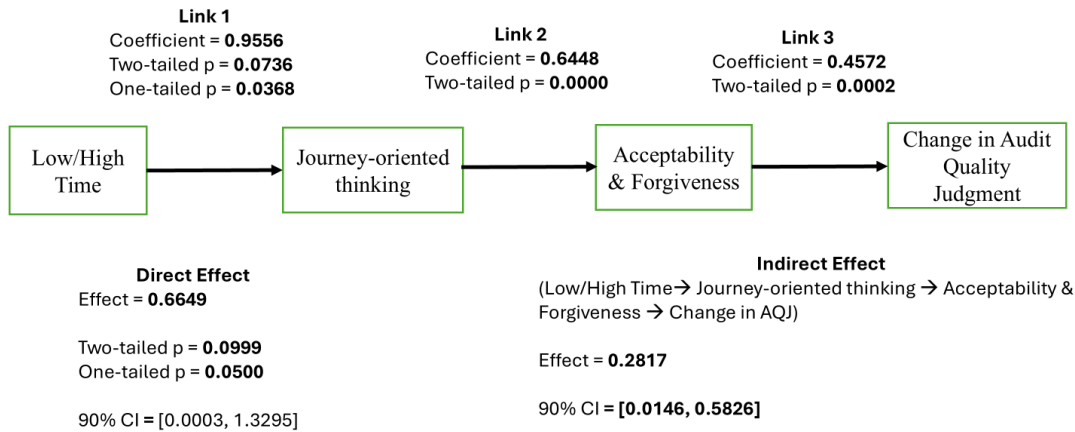 Link 1
Coefficient = 0.9556
Two-tailed p = 0.0736
One-tailed p = 0.0368
Link 2
Coefficient = 0.6448
Two-tailed p = 0.0000
Link 3
Coefficient = 0.4572
Two-tailed p = 0.0002
Low/High
Time
Journey-oriented
thinking
Acceptability
& Forgiveness
Change in Audit
Quality
Judgment
Direct Effect
Effect = 0.6649
Two-tailed p = 0.0999
One-tailed p = 0.0500
90% CI = [0.0003, 1.3295]
Indirect Effect
(Low/High Time→ Journey-oriented thinking → Acceptability &
Forgiveness → Change in AQJ)
Effect = 0.2817
90% CI = [0.0146, 0.5826]